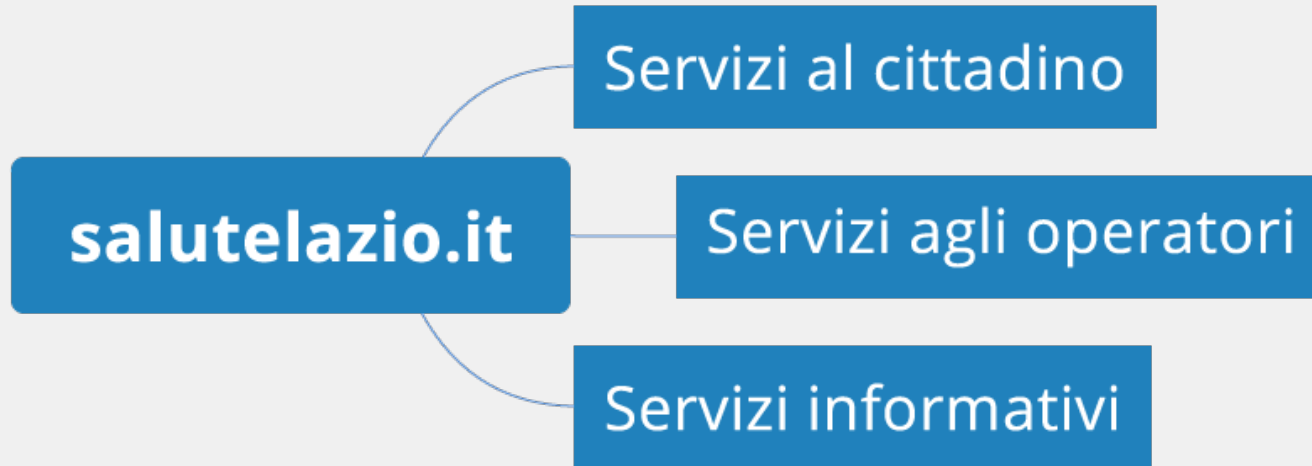 Servizi al cittadino
salutelazio.it
Servizi agli operatori
Servizi informativi